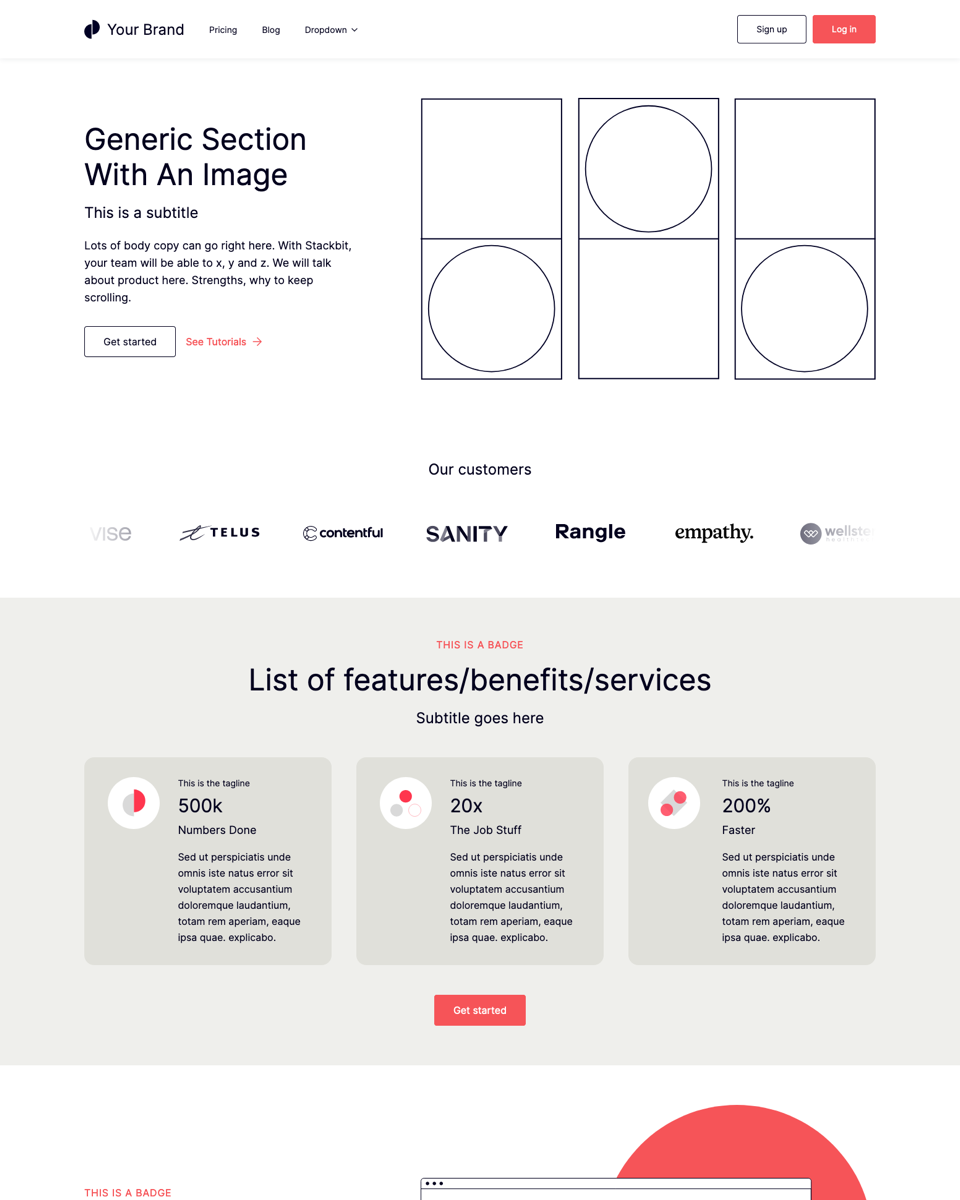 Your Brand
Pricing
Blog
Dropdown
Sign up
Log in
Generic Section
With An Image
This is a subtitle
Lots of body copy can go right here. With Stackbit,
your team will be able to x, y and z. We will talk
about product here. Strengths, why to keep
scrolling.
Get started
See Tutorials
Our customers
vise
TELUS
contentful
SANITY
Rangle
empathy.
wellste
THIS IS A BADGE
List of features/benefits/services
Subtitle goes here
This is the tagline
500k
Numbers Done
Sed ut perspiciatis unde
omnis iste natus error sit
voluptatem accusantium
doloremque laudantium,
totam rem aperiam, eaque
ipsa quae. explicabo.
This is the tagline
20x
The Job Stuff
Sed ut perspiciatis unde
omnis iste natus error sit
voluptatem accusantium
doloremque laudantium,
totam rem aperiam, eaque
ipsa quae. explicabo.
This is the tagline
200%
Faster
Sed ut perspiciatis unde
omnis iste natus error sit
voluptatem accusantium
doloremque laudantium,
totam rem aperiam, eaque
ipsa quae. explicabo.
Get started
THIS IS A BADGE